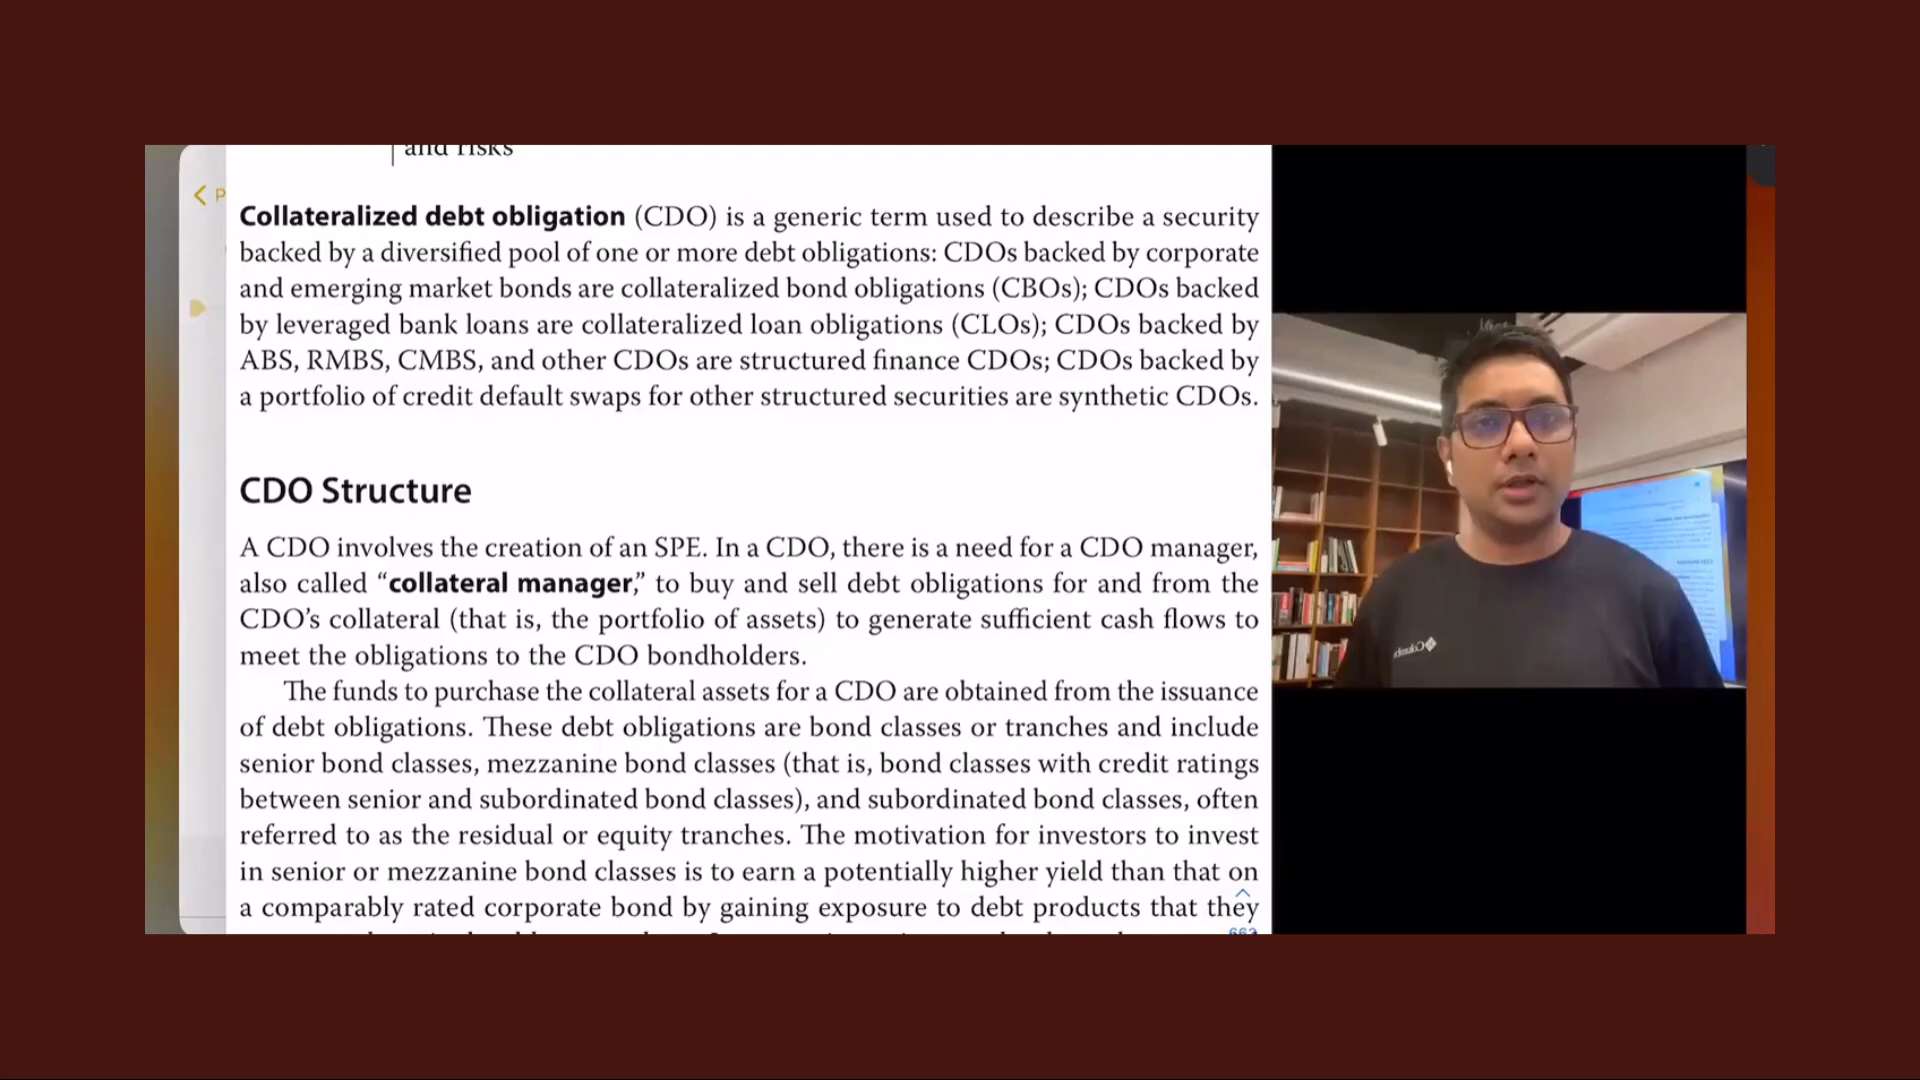 and risks
P
Collateralized debt obligation (CDO) is a generic term used to describe a security
backed by a diversified pool of one or more debt obligations: CDOs backed by corporate
and emerging market bonds are collateralized bond obligations (CBOs); CDOs backed
by leveraged bank loans are collateralized loan obligations (CLOs); CDOs backed by
ABS, RMBS, CMBS, and other CDOs are structured finance CDOs; CDOs backed by
a portfolio of credit default swaps for other structured securities are synthetic CDOs.
CDO Structure
A CDO involves the creation of an SPE. In a CDO, there is a need for a CDO manager,
also called “collateral manager,” to buy and sell debt obligations for and from the
CDO’s collateral (that is, the portfolio of assets) to generate sufficient cash flows to
meet the obligations to the CDO bondholders.
The funds to purchase the collateral assets for a CDO are obtained from the issuance
of debt obligations. These debt obligations are bond classes or tranches and include
senior bond classes, mezzanine bond classes (that is, bond classes with credit ratings
between senior and subordinated bond classes), and subordinated bond classes, often
referred to as the residual or equity tranches. The motivation for investors to invest
in senior or mezzanine bond classes is to earn a potentially higher yield than that on
a comparably rated corporate bond by gaining exposure to debt products that they